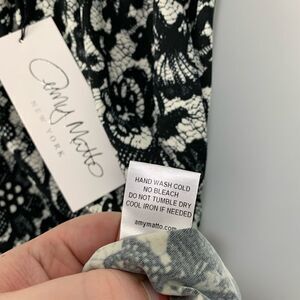 Amy Matto
NEW YORK
HAND WASH COLD
NO BLEACH
DO NOT TUMBLE DRY
COOL IRON IF NEEDED
amymatto.com